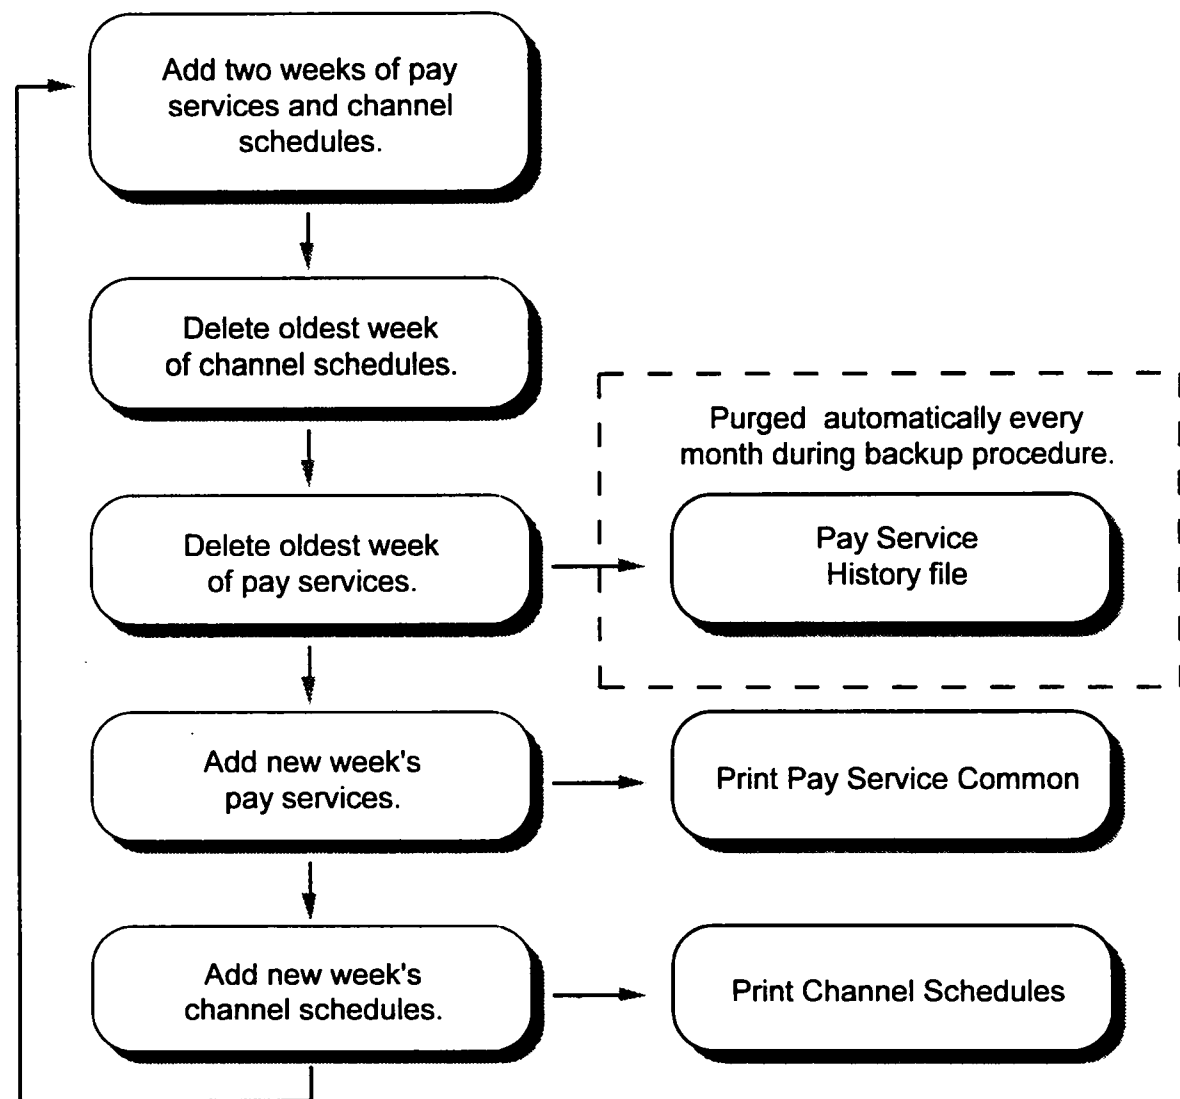 Add two weeks of pay
services and channel
schedules.
Delete oldest week
of channel schedules.
Purged automatically every
month during backup procedure.
Delete oldest week
of pay services.
Pay Service
History file
Add new week's
pay services.
Print Pay Service Common
Add new week's
channel schedules.
Print Channel Schedules